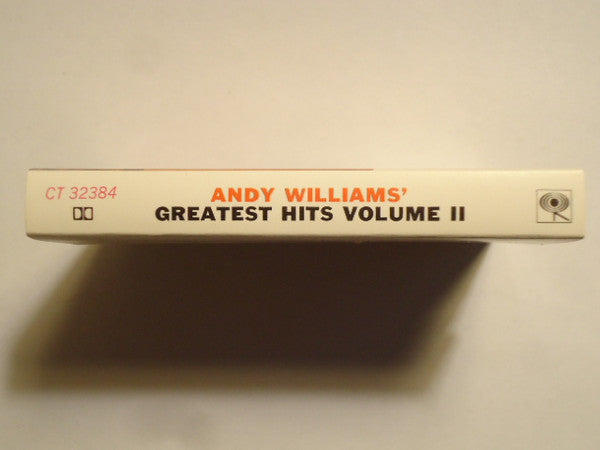 CT 32384
ANDY WILLIAMS'
GREATEST HITS VOLUME II